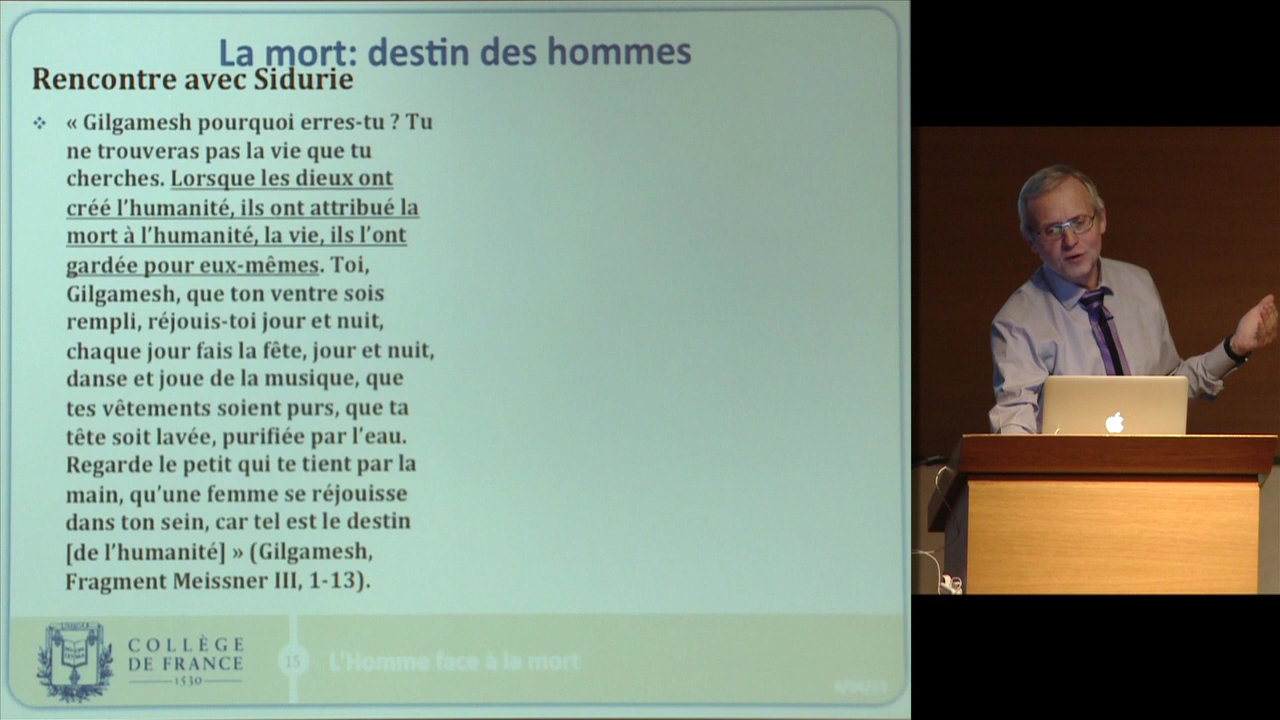 La mort: destin des hommes
Rencontre avec Sidurie
« Gilgamesh pourquoi erres-tu ? Tu
ne trouveras pas la vie que tu
cherches. Lorsque les dieux ont
créé l’humanité, ils ont attribué la
mort à l’humanité, la vie, ils l’ont
gardée pour eux-mêmes. Toi,
Gilgamesh, que ton ventre sois
rempli, réjouis-toi jour et nuit,
chaque jour fais la fête, jour et nuit,
danse et joue de la musique, que
tes vêtements soient purs, que ta
tête soit lavée, purifiée par l’eau.
Regarde le petit qui te tient par la
main, qu’une femme se réjouisse
dans ton sein, car tel est le destin
[de l’humanité] » (Gilgamesh,
Fragment Meissner III, 1-13).
COLLÈGE
DE FRANCE
1530
15
L'Homme face à la mort